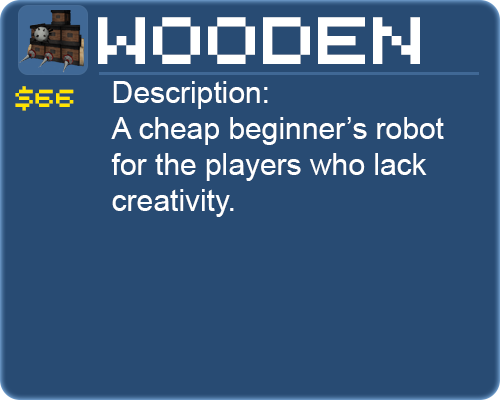 WOODEN
$66
Description:
A cheap beginner’s robot
for the players who lack
creativity.